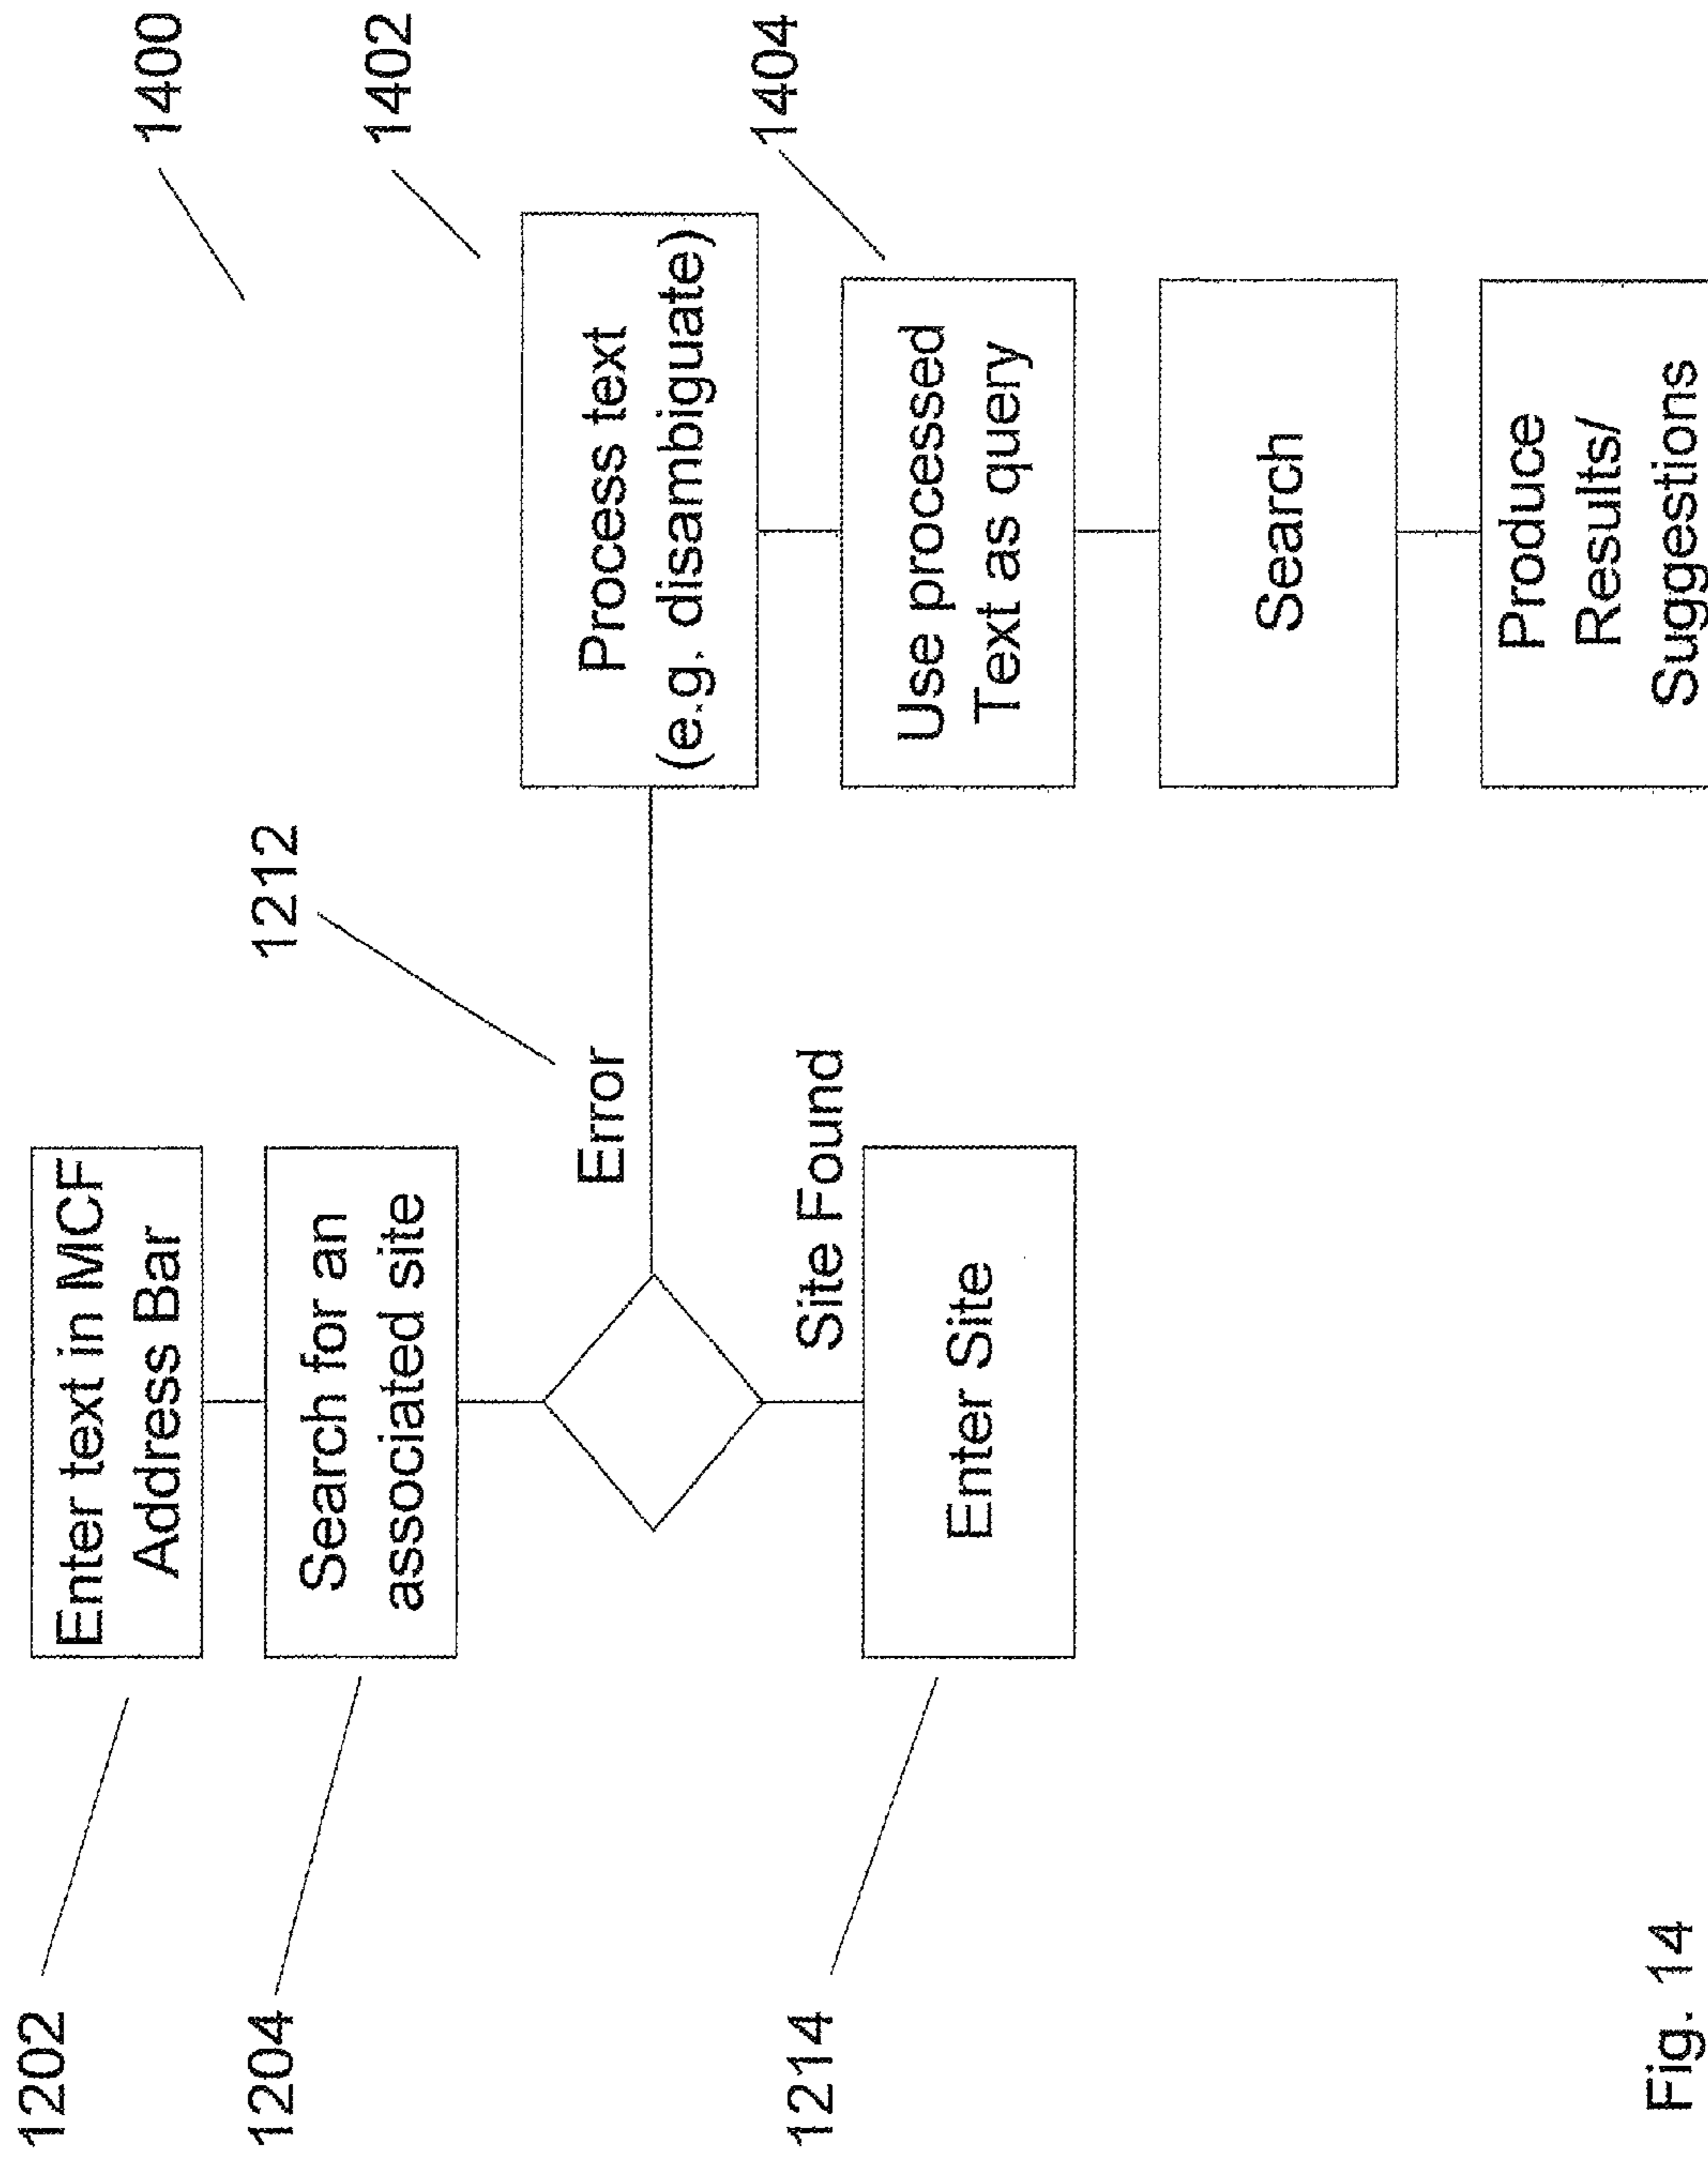 1400
1202
Enter text in MCF
Address Bar
1204
Search for an
associated site
1212
Error
1402
Process text
(e.g. disambiguate)
Site Found
1214
Enter Site
1404
Use processed
Text as query
Search
Produce
Results/
Suggestions
Fig. 14